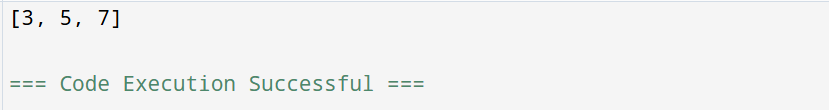 [3, 5, 7]
=== Code Execution Successful ===